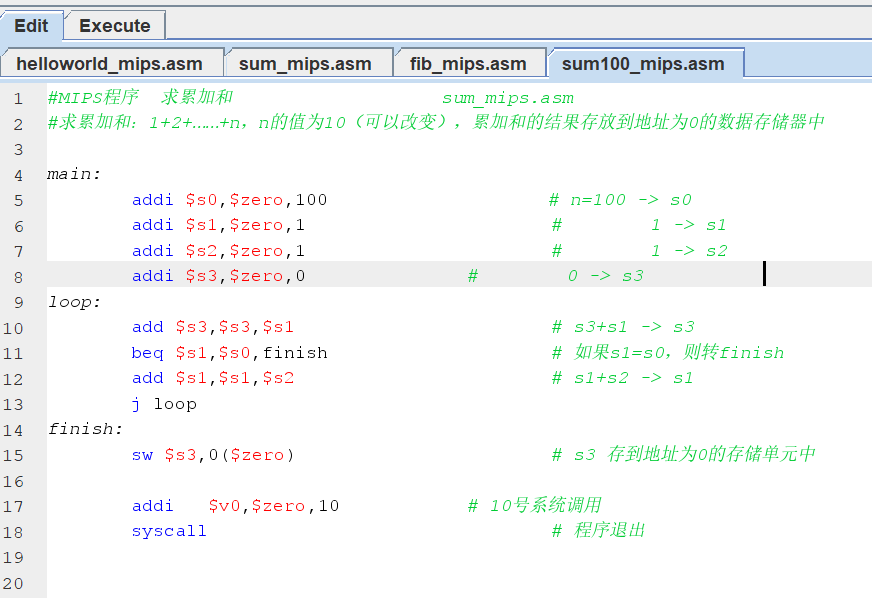 Edit Execute
helloworld_mips.asm sum_mips.asm fib_mips.asm sum100_mips.asm
1 #MIPS程序 求累加和 sum_mips.asm
2 #求累加和: 1+2+……+n, n的值为10（可以改变）, 累加和的结果存放到地址为0的数据存储器中
3
4 main:
5 addi $s0,$zero,100 # n=100 -> s0
6 addi $s1,$zero,1 # 1 -> s1
7 addi $s2,$zero,1 # 1 -> s2
8 addi $s3,$zero,0 # 0 -> s3
9 loop:
10 add $s3,$s3,$s1 # s3+s1 -> s3
11 beq $s1,$s0,finish # 如果s1=s0, 则转finish
12 add $s1,$s1,$s2 # s1+s2 -> s1
13 j loop
14 finish:
15 sw $s3,0($zero) # s3 存到地址为0的存储单元中
16
17 addi $v0,$zero,10 # 10号系统调用
18 syscall # 程序退出
19
20